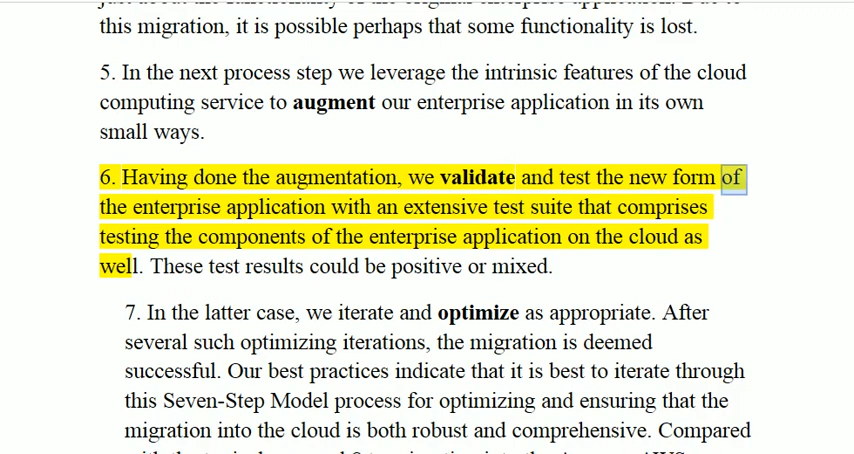 this migration, it is possible perhaps that some functionality is lost.
5. In the next process step we leverage the intrinsic features of the cloud
computing service to augment our enterprise application in its own
small ways.
6. Having done the augmentation, we validate and test the new form of
the enterprise application with an extensive test suite that comprises
testing the components of the enterprise application on the cloud as
well. These test results could be positive or mixed.
7. In the latter case, we iterate and optimize as appropriate. After
several such optimizing iterations, the migration is deemed
successful. Our best practices indicate that it is best to iterate through
this Seven-Step Model process for optimizing and ensuring that the
migration into the cloud is both robust and comprehensive. Compared